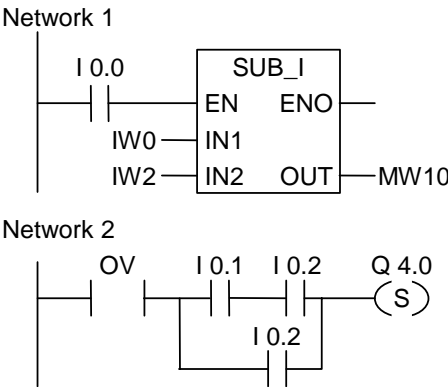 Network 1
I 0.0
SUB_I
EN ENO
IW0 IN1
IW2 IN2 OUT MW10
Network 2
OV I 0.1 I 0.2 Q 4.0
S
I 0.2